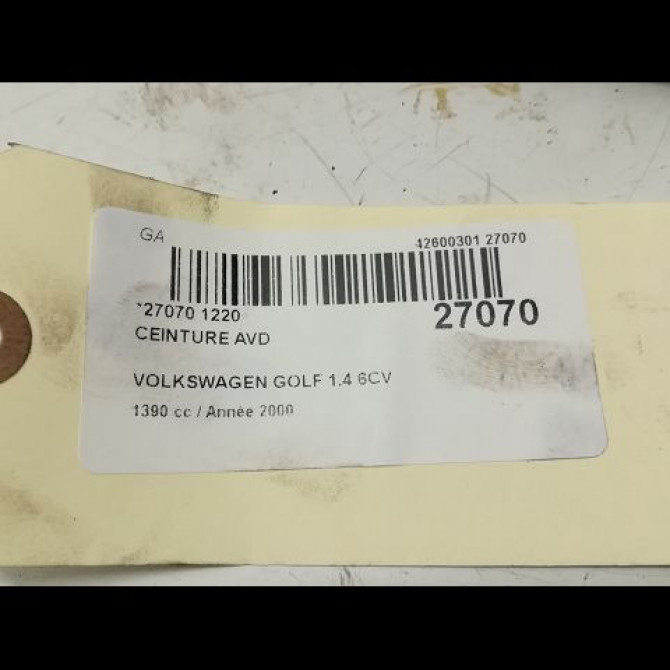 GA 42600301 27070
*27070 1220 27070
CEINTURE AVD
VOLKSWAGEN GOLF 1.4 6CV
1390 cc / Année 2000